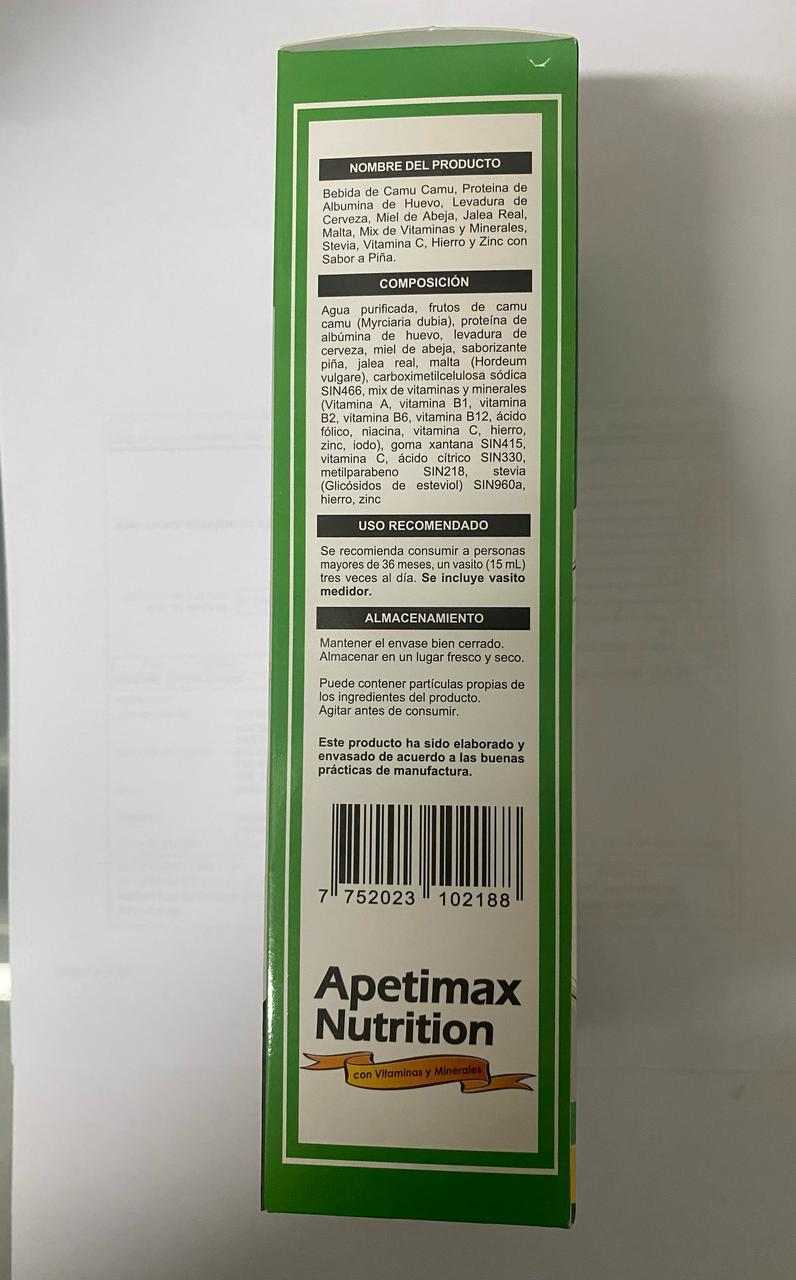 NOMBRE DEL PRODUCTO
Bebida de Camu Camu, Proteina de
Albumina de Huevo, Levadura de
Cerveza, Miel de Abeja, Jalea Real,
Malta, Mix de Vitaminas y Minerales,
Stevia, Vitamina C, Hierro y Zinc con
Sabor a Piña.
COMPOSICIÓN
Agua purificada, frutos de camu
camu (Myrciaria dubia), proteína de
albúmina de huevo, levadura de
cerveza, miel de abeja, saborizante
piña, jalea real, malta (Hordeum
vulgare), carboximetilcelulosa sódica
SIN466, mix de vitaminas y minerales
(Vitamina A, vitamina B1, vitamina
B2, vitamina B6, vitamina B12, ácido
fólico, niacina, vitamina C, hierro,
zinc, iodo), goma xantana SIN415,
vitamina C, ácido cítrico SIN330,
metilparabeno SIN218, stevia
(Glicósidos de esteviol) SIN960a,
hierro, zinc
USO RECOMENDADO
Se recomienda consumir a personas
mayores de 36 meses, un vasito (15 mL)
tres veces al día. Se incluye vasito
medidor.
ALMACENAMIENTO
Mantener el envase bien cerrado.
Almacenar en un lugar fresco y seco.
Puede contener partículas propias de
los ingredientes del producto.
Agitar antes de consumir.
Este producto ha sido elaborado y
envasado de acuerdo a las buenas
prácticas de manufactura.
7 752023 102188
Apetimax
Nutrition
con Vitaminas y Minerales